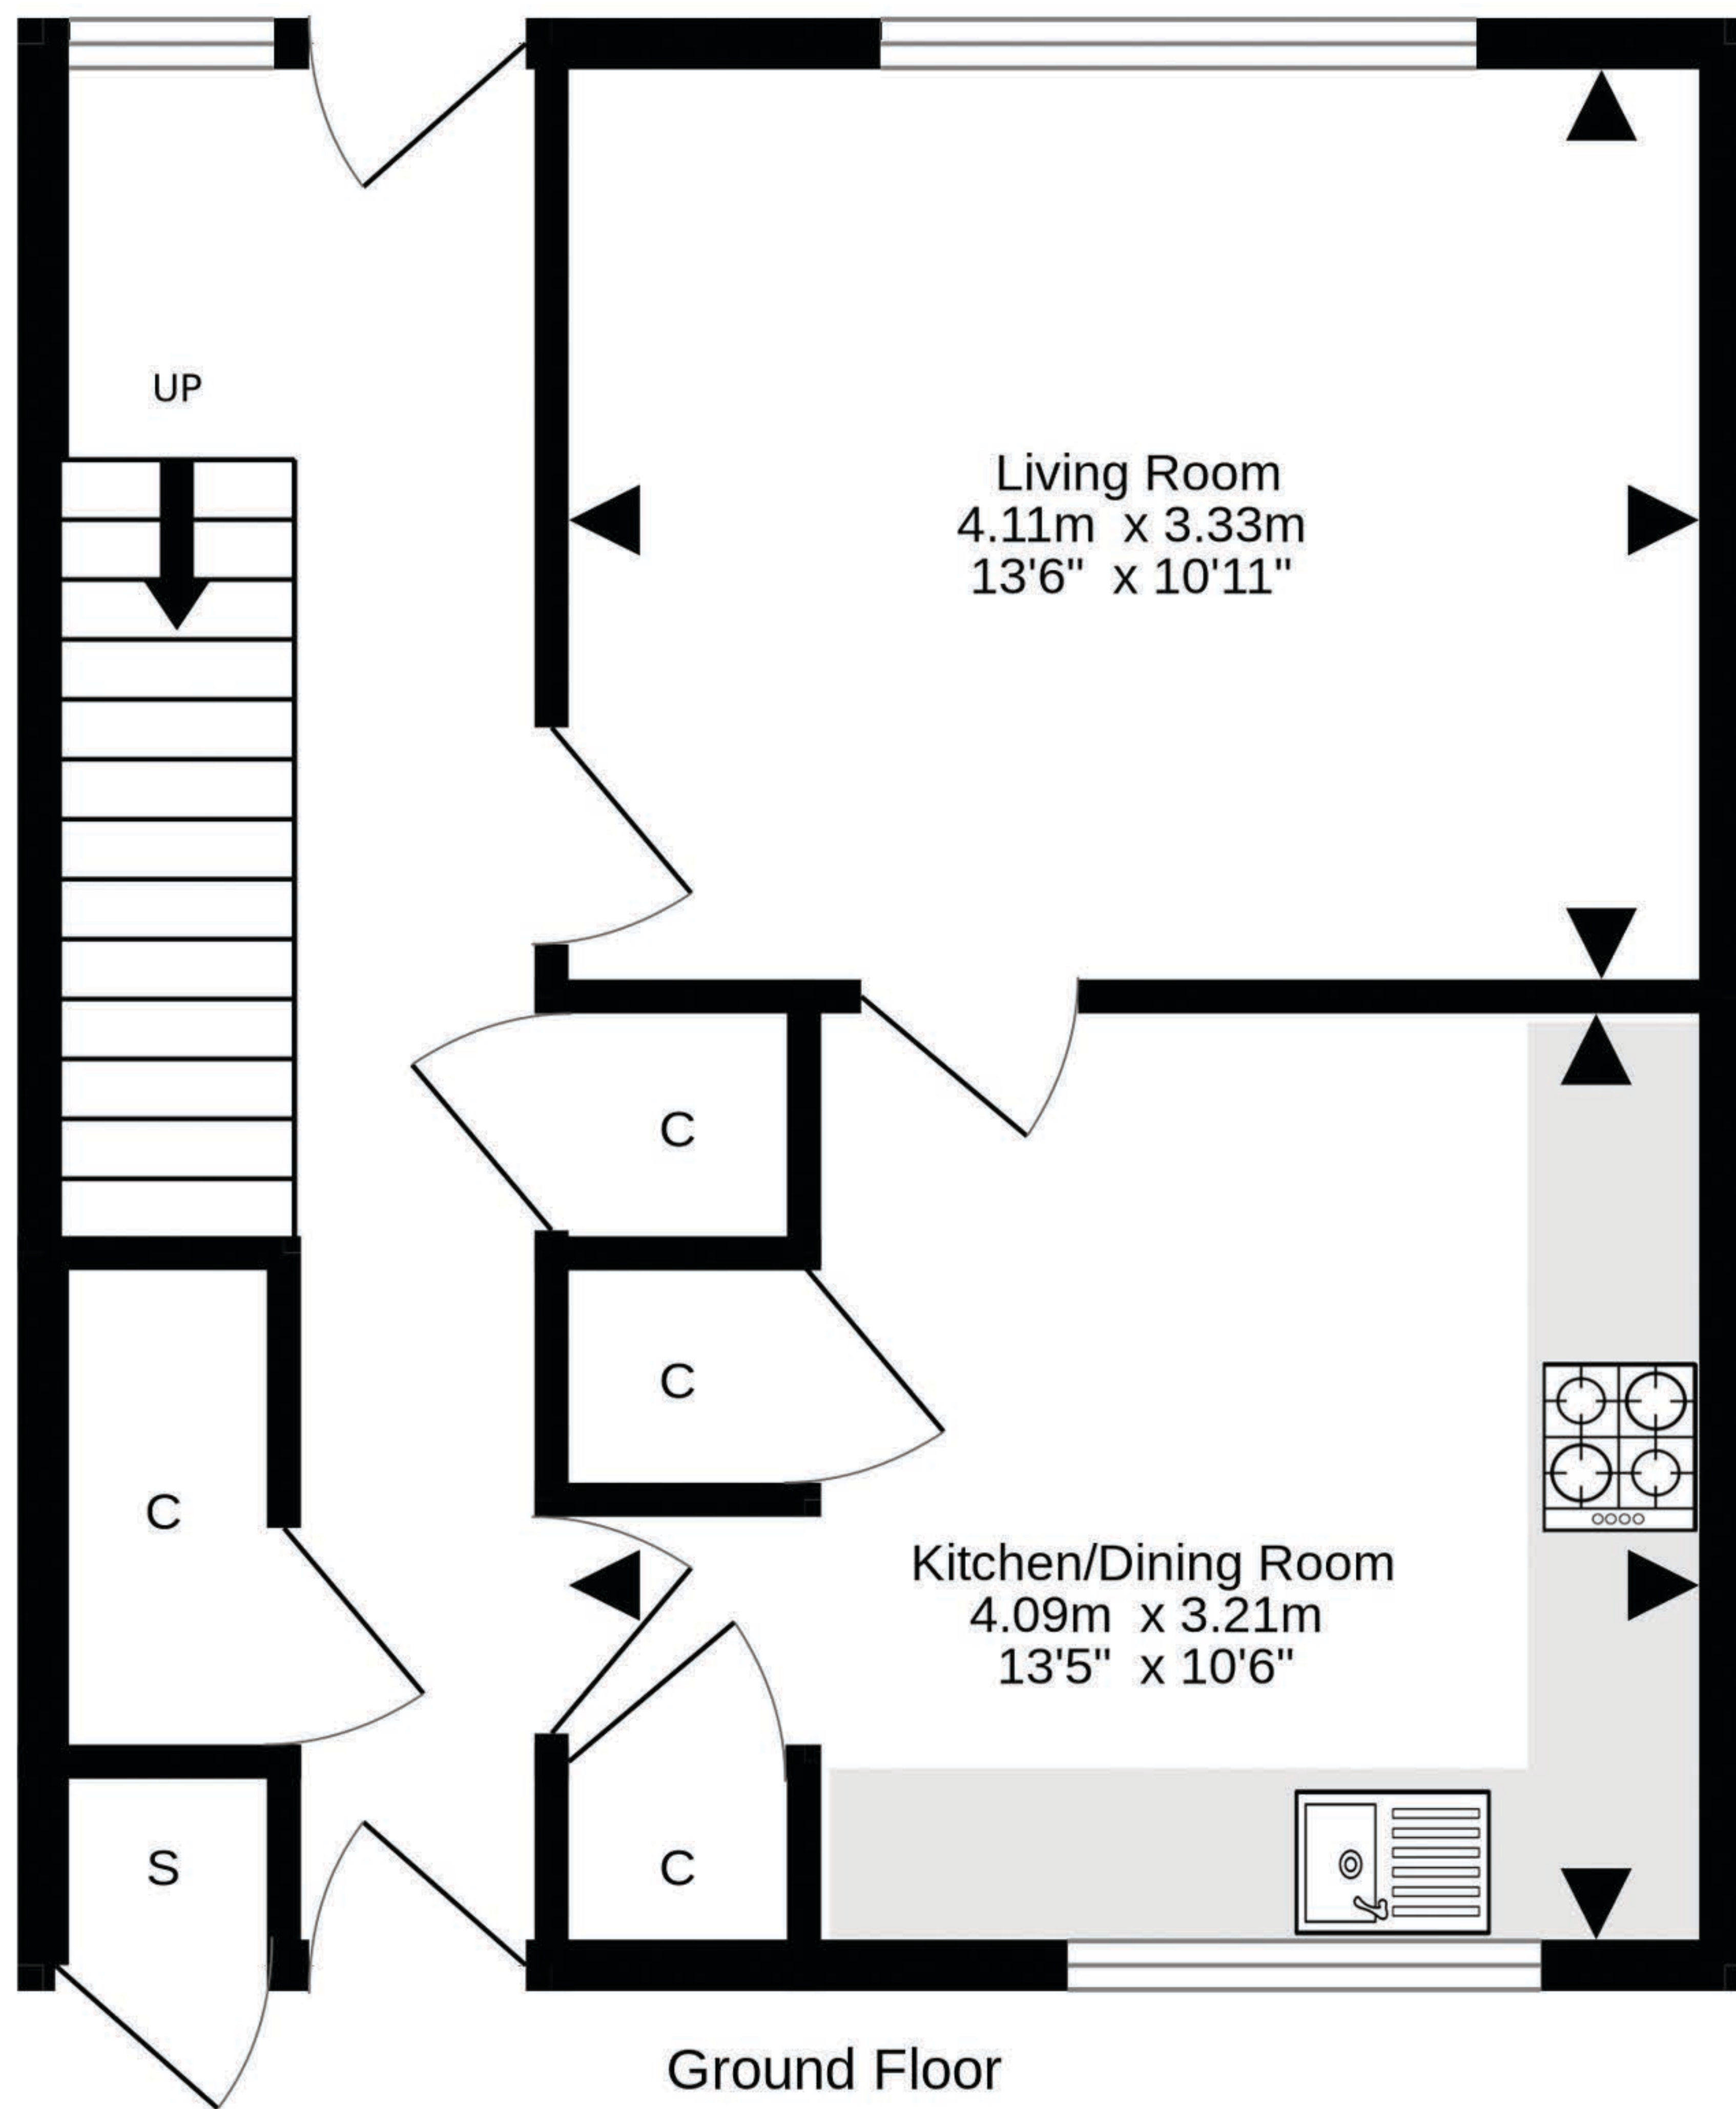 UP
Living Room
4.11m x 3.33m
13'6" x 10'11"
C
C
C
Kitchen/Dining Room
4.09m x 3.21m
13'5" x 10'6"
S
C
Ground Floor